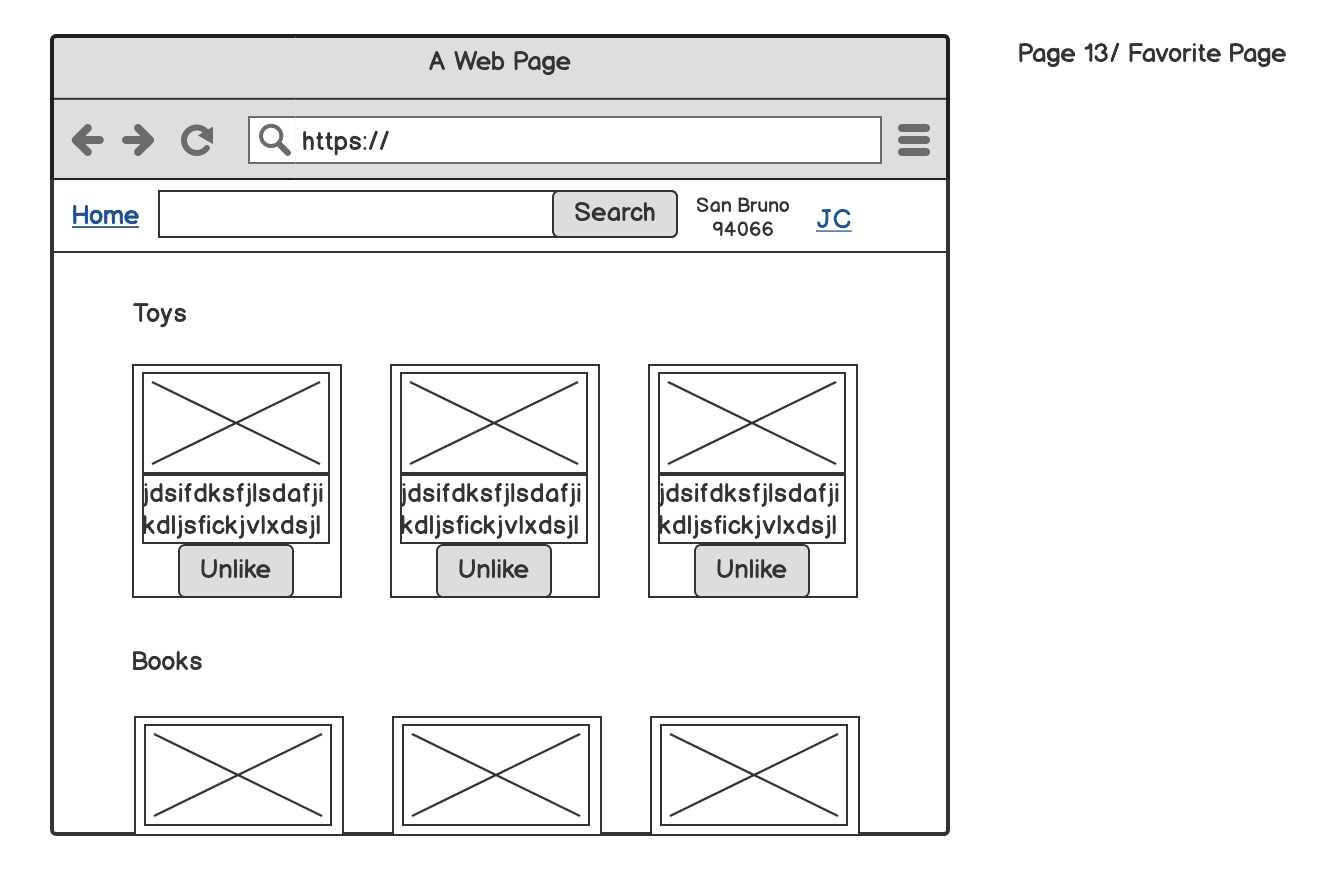 A Web Page
Page 13/ Favorite Page
https://
Home
Search
San Bruno
94066
JC
Toys
jdsifdksfjlsdafji
kdljsfickjvlxdsjl
Unlike
jdsifdksfjlsdafji
kdljsfickjvlxdsjl
Unlike
jdsifdksfjlsdafji
kdljsfickjvlxdsjl
Unlike
Books